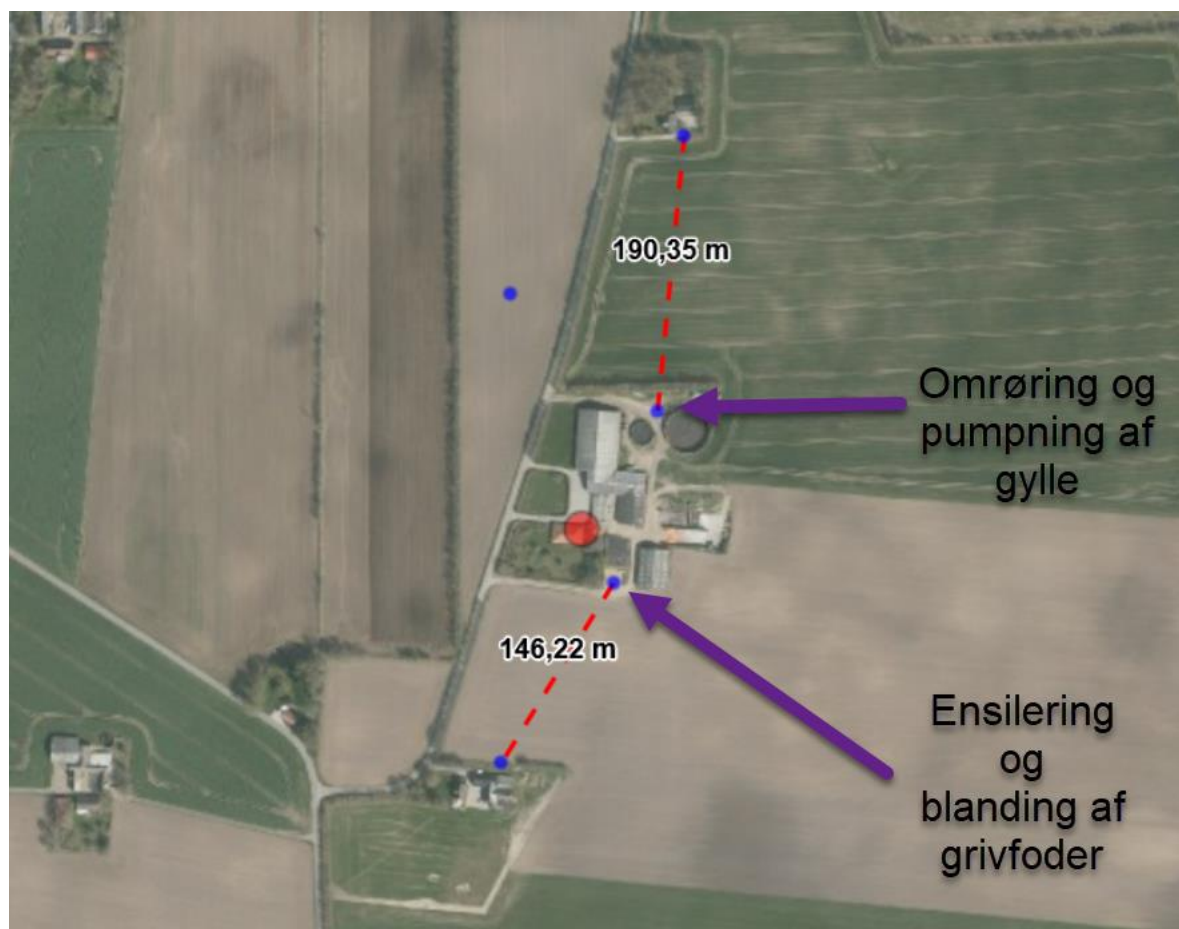 190,35 m
Omrøring og
pumpning af
gylle
146,22 m
Ensilering
og
blanding af
grivfoder